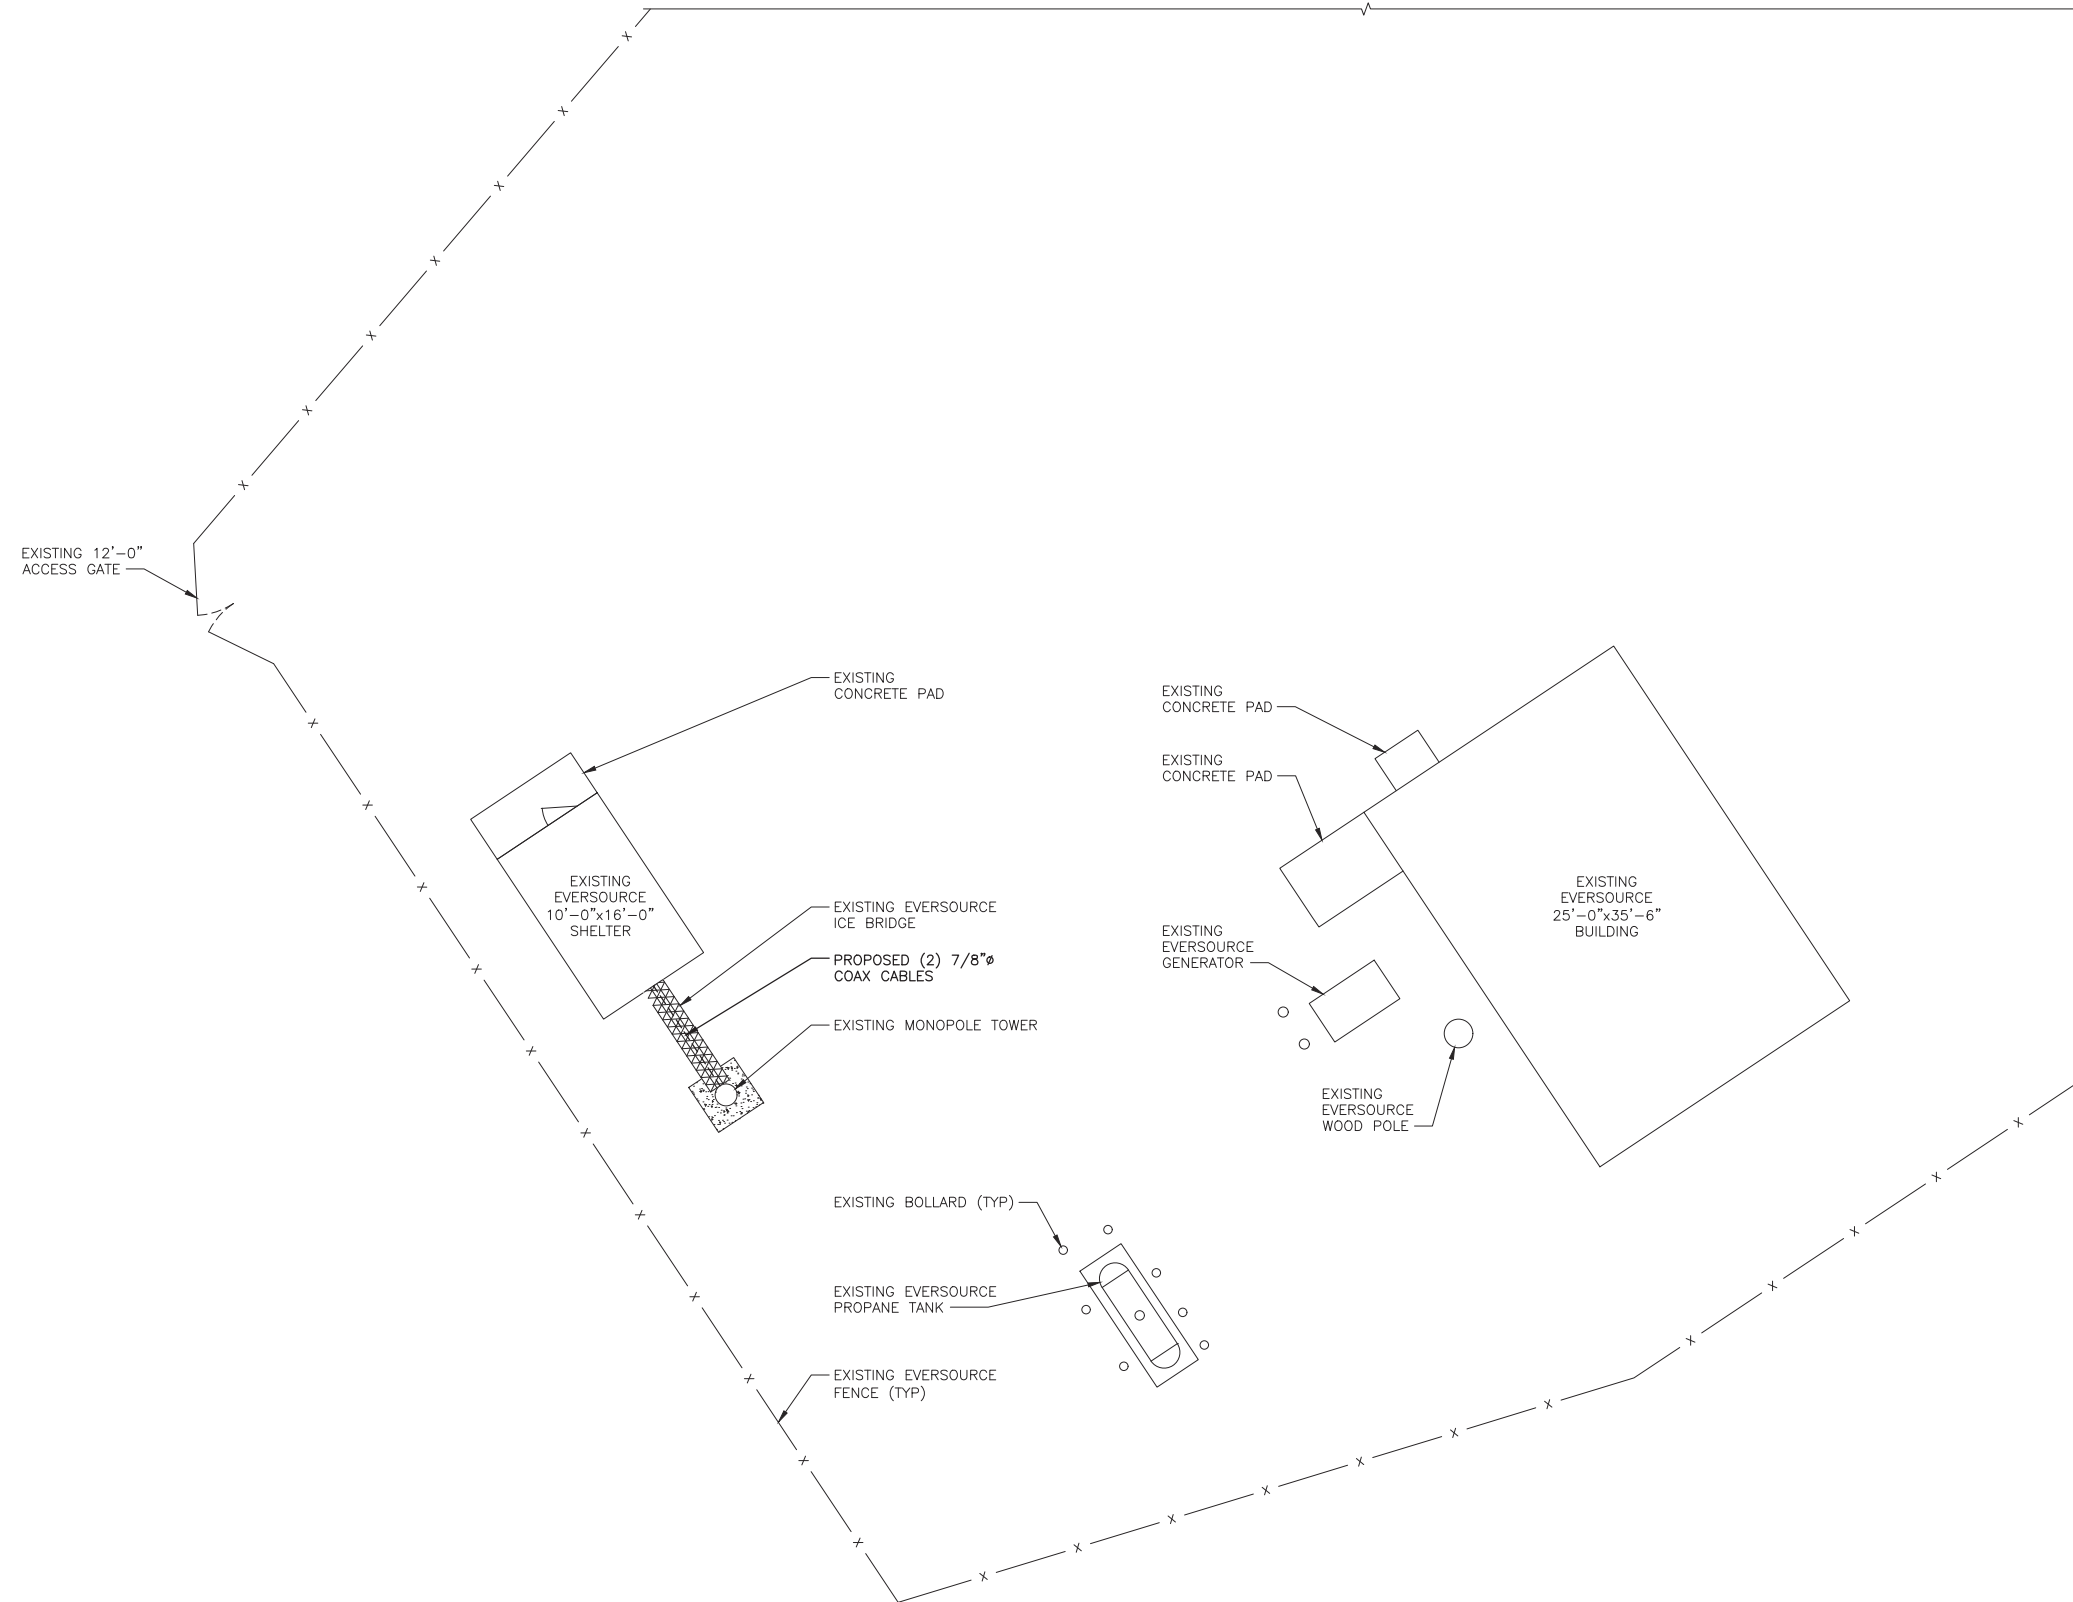 EXISTING 12'-0"
ACCESS GATE
EXISTING
CONCRETE PAD
EXISTING
CONCRETE PAD
EXISTING
CONCRETE PAD
EXISTING
EVERSOURCE
10'-0"x16'-0"
SHELTER
EXISTING EVERSOURCE
ICE BRIDGE
PROPOSED (2) 7/8"ø
COAX CABLES
EXISTING MONOPOLE TOWER
EXISTING
EVERSOURCE
GENERATOR
EXISTING
EVERSOURCE
25'-0"x35'-6"
BUILDING
EXISTING
EVERSOURCE
WOOD POLE
EXISTING BOLLARD (TYP)
EXISTING EVERSOURCE
PROPANE TANK
EXISTING EVERSOURCE
FENCE (TYP)